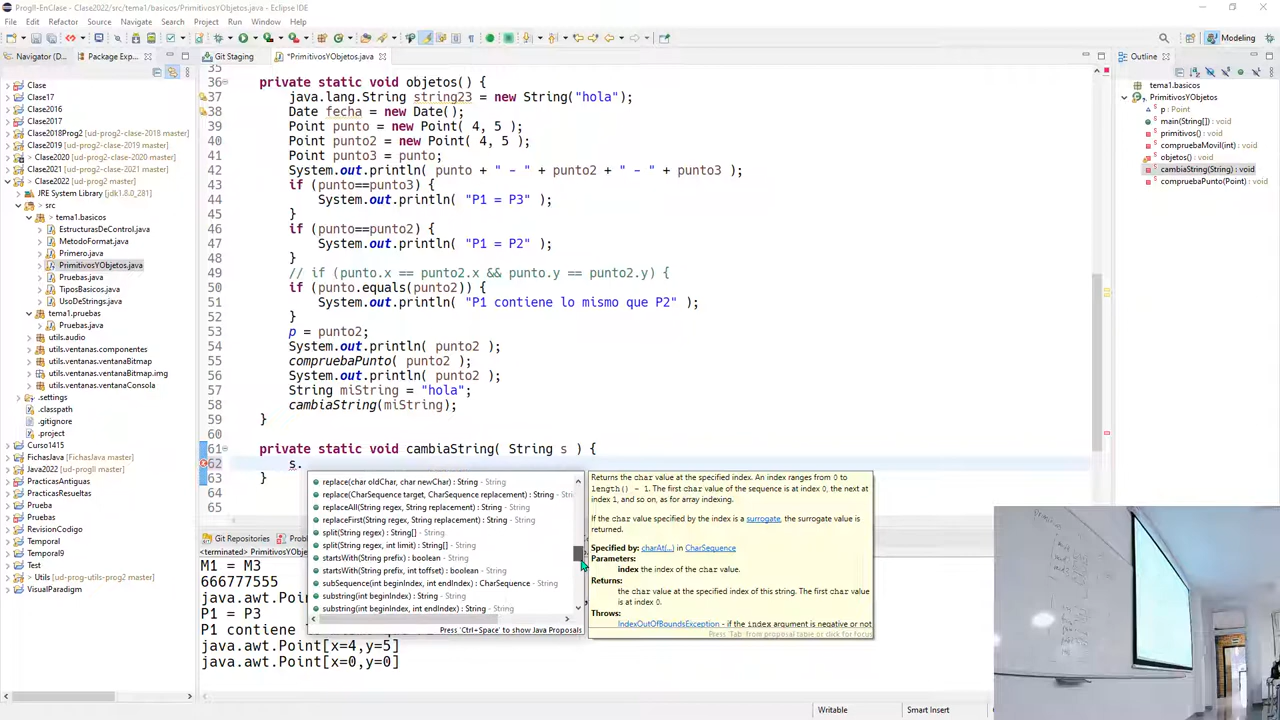 ProgII-EnClase - Clase2022/src/tema1/basicos/PrimitivosYObjetos.java - Eclipse IDE
File Edit Refactor Source Navigate Search Project Run Window Help
Modeling
Navigator (D... Package Exp...
Git Staging *PrimitivosYObjetos.java
Outline
Clase
Clase17
Clase2016
Clase2017
Clase2018Prog2 [ud-prog2-clase-2018 master]
Clase2019 [ud-prog2-clase-2019 master]
> Clase2020 [ud-prog2-clase-2020 master]
Clase2021 [ud-prog2-clase-2021 master]
> Clase2022 [ud-prog2 master]
JRE System Library [jdk1.8.0_281]
> src
tema1.basicos
EstructurasDeControl.java
MetodoFormat.java
Primero.java
PrimitivosYObjetos.java
Pruebas.java
TiposBasicos.java
UsoDeStrings.java
tema1.pruebas
Pruebas.java
utils.audio
utils.ventanas.componentes
utils.ventanas.ventanaBitmap
utils.ventanas.ventanaBitmap.img
utils.ventanas.ventanaConsola
.settings
.classpath
.gitignore
.project
Curso1415
FichasJava [FichasJava master]
Java2022 [ud-progII master]
PracticasAntiguas
PracticasResueltas
Prueba
Pruebas
RevisionCodigo
Temporal
Temporal9
Test
> Utils [ud-prog-utils-prog2 master]
VisualParadigm
35
36 private static void objetos() {
37 java.lang.String string23 = new String("hola");
38 Date fecha = new Date();
39 Point punto = new Point( 4, 5 );
40 Point punto2 = new Point( 4, 5 );
41 Point punto3 = punto;
42 System.out.println( punto + " - " + punto2 + " - " + punto3 );
43 if (punto==punto3) {
44 System.out.println( "P1 = P3" );
45 }
46 if (punto==punto2) {
47 System.out.println( "P1 = P2" );
48 }
49 // if (punto.x == punto2.x && punto.y == punto2.y) {
50 if (punto.equals(punto2)) {
51 System.out.println( "P1 contiene lo mismo que P2" );
52 }
53 p = punto2;
54 System.out.println( punto2 );
55 compruebaPunto( punto2 );
56 System.out.println( punto2 );
57 String miString = "hola";
58 cambiaString(miString);
59 }
60
61 private static void cambiaString( String s ) {
62 s.
63 }
64
65
replace(char oldChar, char newChar) : String - String
replace(CharSequence target, CharSequence replacement) : String - String
replaceAll(String regex, String replacement) : String - String
replaceFirst(String regex, String replacement) : String - String
split(String regex) : String[] - String
split(String regex, int limit) : String[] - String
startsWith(String prefix) : boolean - String
startsWith(String prefix, int toffset) : boolean - String
subSequence(int beginIndex, int endIndex) : CharSequence - String
substring(int beginIndex) : String - String
substring(int beginIndex, int endIndex) : String - String
Press 'Ctrl+Space' to show Java Proposals
Returns the char value at the specified index. An index ranges from 0 to
length() - 1. The first char value of the sequence is at index 0, the next at
index 1, and so on, as for array indexing.
If the char value specified by the index is a surrogate, the surrogate value is
returned.
Specified by: charAt(...) in CharSequence
Parameters:
index the index of the char value.
Returns:
the char value at the specified index of this string. The first char value
is at index 0.
Throws:
IndexOutOfBoundsException - if the index argument is negative or not
Press 'Tab' from proposal table or click for focus
tema1.basicos
PrimitivosYObjetos
p : Point
main(String[]) : void
primitivos() : void
compruebaMovil(int) : void
objetos() : void
cambiaString(String) : void
compruebaPunto(Point) : void
Git Repositories Prob
<terminated> PrimitivosYO
M1 = M3
666777555
java.awt.Po
P1 = P3
P1 contiene lo
java.awt.Point[x=4,y=5]
java.awt.Point[x=0,y=0]
Writable Smart Insert